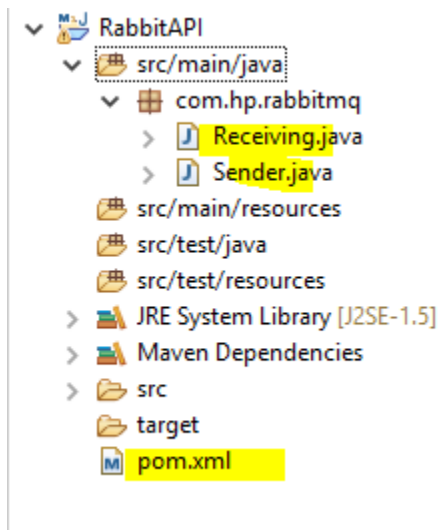 RabbitAPI
src/main/java
com.hp.rabbitmq
Receiving.java
Sender.java
src/main/resources
src/test/java
src/test/resources
JRE System Library [J2SE-1.5]
Maven Dependencies
src
target
pom.xml